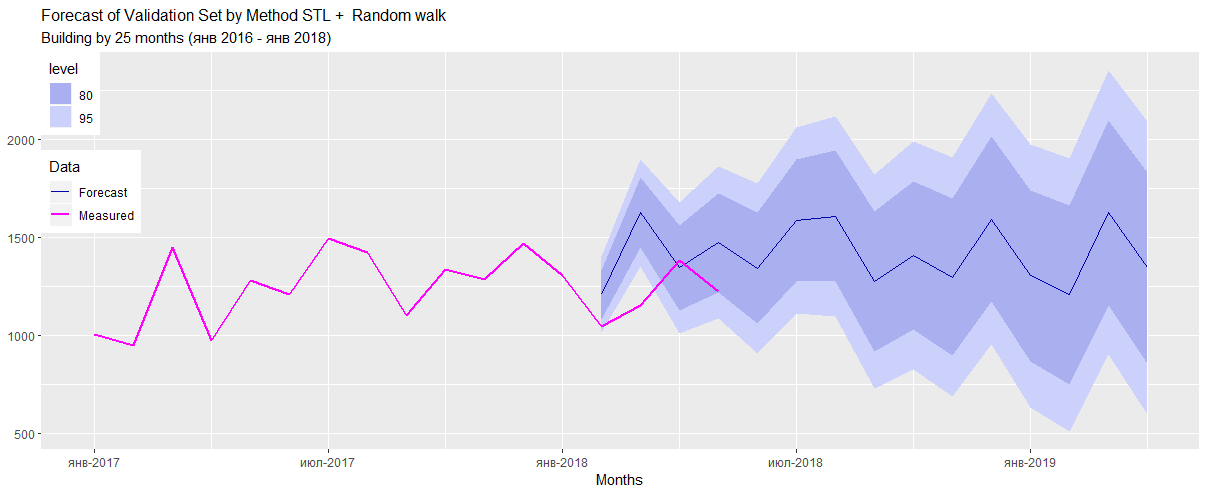 Forecast of Validation Set by Method STL +  Random walk
Building by 25 months (янв 2016 - янв 2018)
level
80
95
Data
Forecast
Measured
2000
1500
1000
500
янв-2017 июл-2017 янв-2018 июл-2018 янв-2019
Months